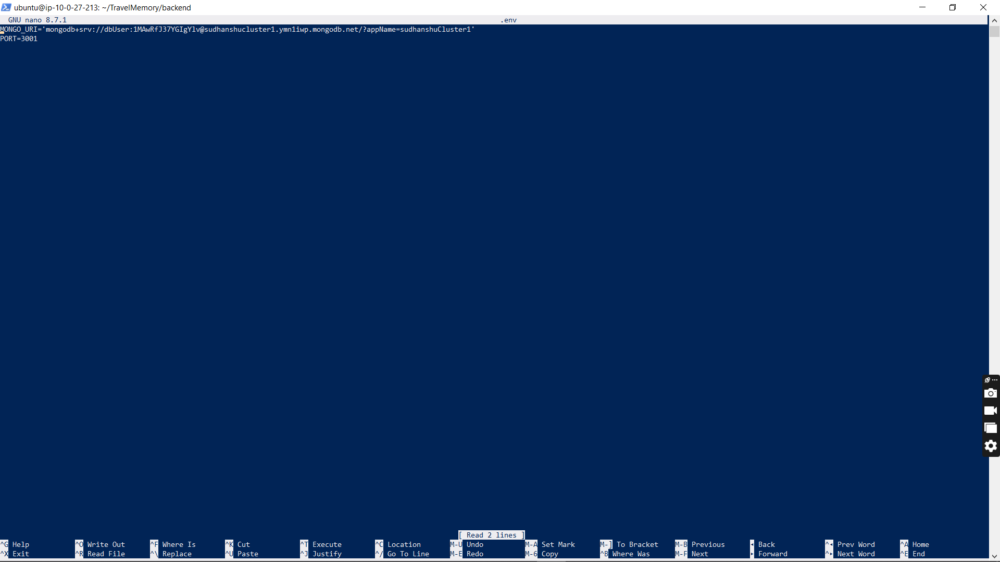 ubuntu@ip-10-0-27-213: ~/TravelMemory/backend
GNU nano 8.7.1 .env
MONGO_URI='mongodb+srv://dbUser:1MAwRfJ37YGIgYlv@sudhanshucluster1.ymn1iwp.mongodb.net/?appName=sudhanshuCluster1'
PORT=3001
[ Read 2 lines ]
^G Help ^O Write Out ^F Where Is ^K Cut ^T Execute ^C Location M-U Undo M-A Set Mark M-] To Bracket M-B Previous ◂ Back ^◂ Prev Word ^A Home
^X Exit ^R Read File ^\ Replace ^U Paste ^J Justify ^/ Go To Line M-E Redo M-6 Copy ^B Where Was M-F Next ▸ Forward ^▸ Next Word ^E End